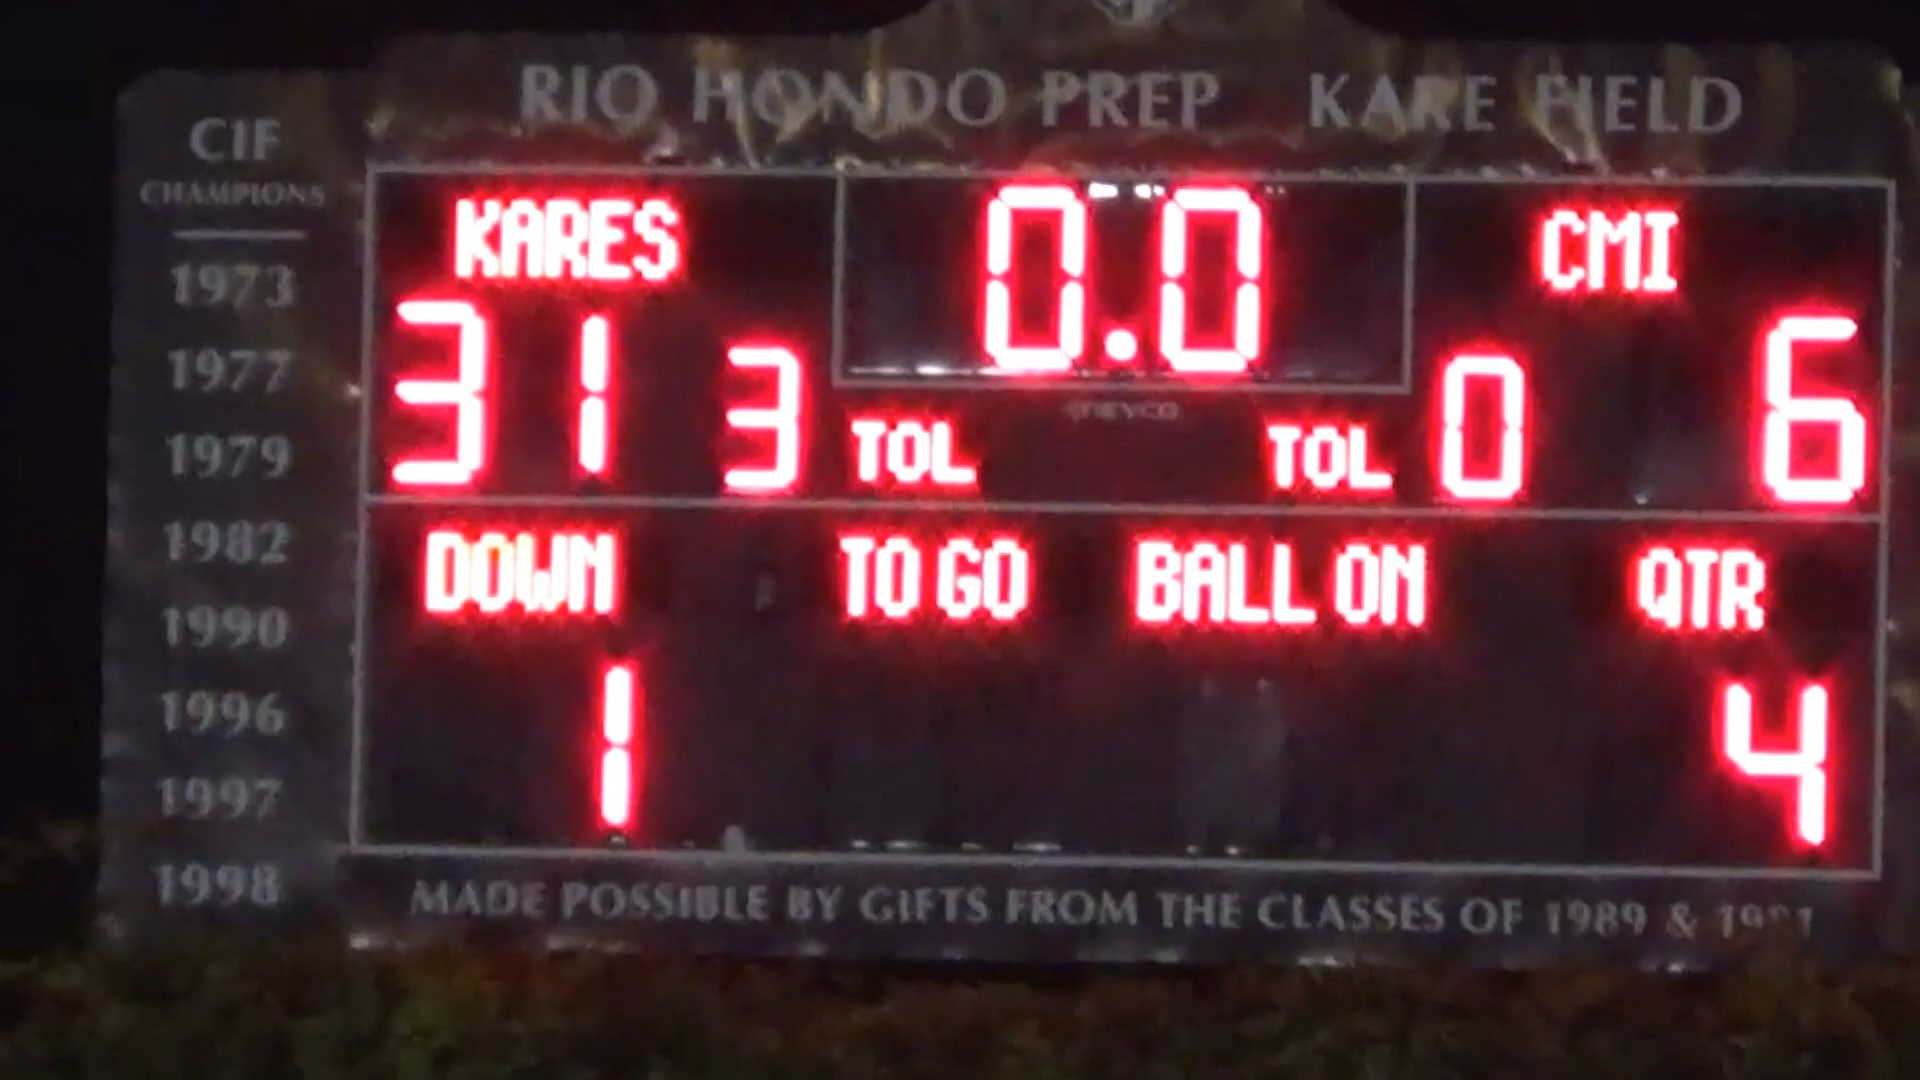 RIO HONDO PREP KARE FIELD
CIF
CHAMPIONS
1973
1977
1979
1982
1990
1996
1997
1998
KARES 0.0 CMI
31 3 TOL TOL 0 6
NEVCO
DOWN TO GO BALL ON QTR
1 4
MADE POSSIBLE BY GIFTS FROM THE CLASSES OF 1989 &